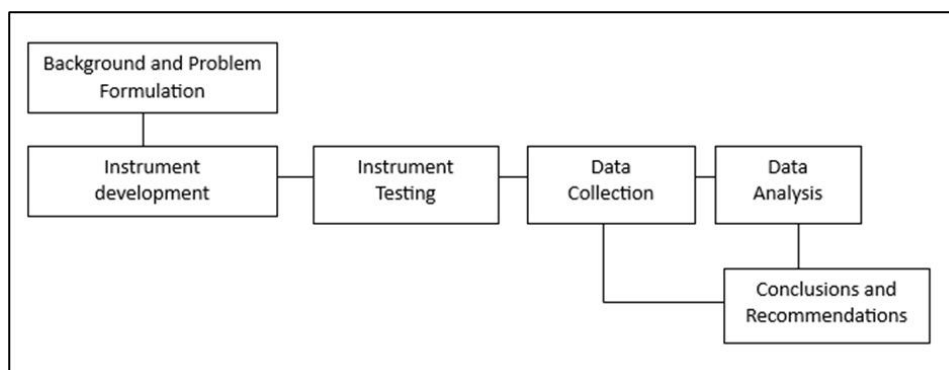 Background and Problem
Formulation
Instrument
development
Instrument
Testing
Data
Collection
Data
Analysis
Conclusions and
Recommendations